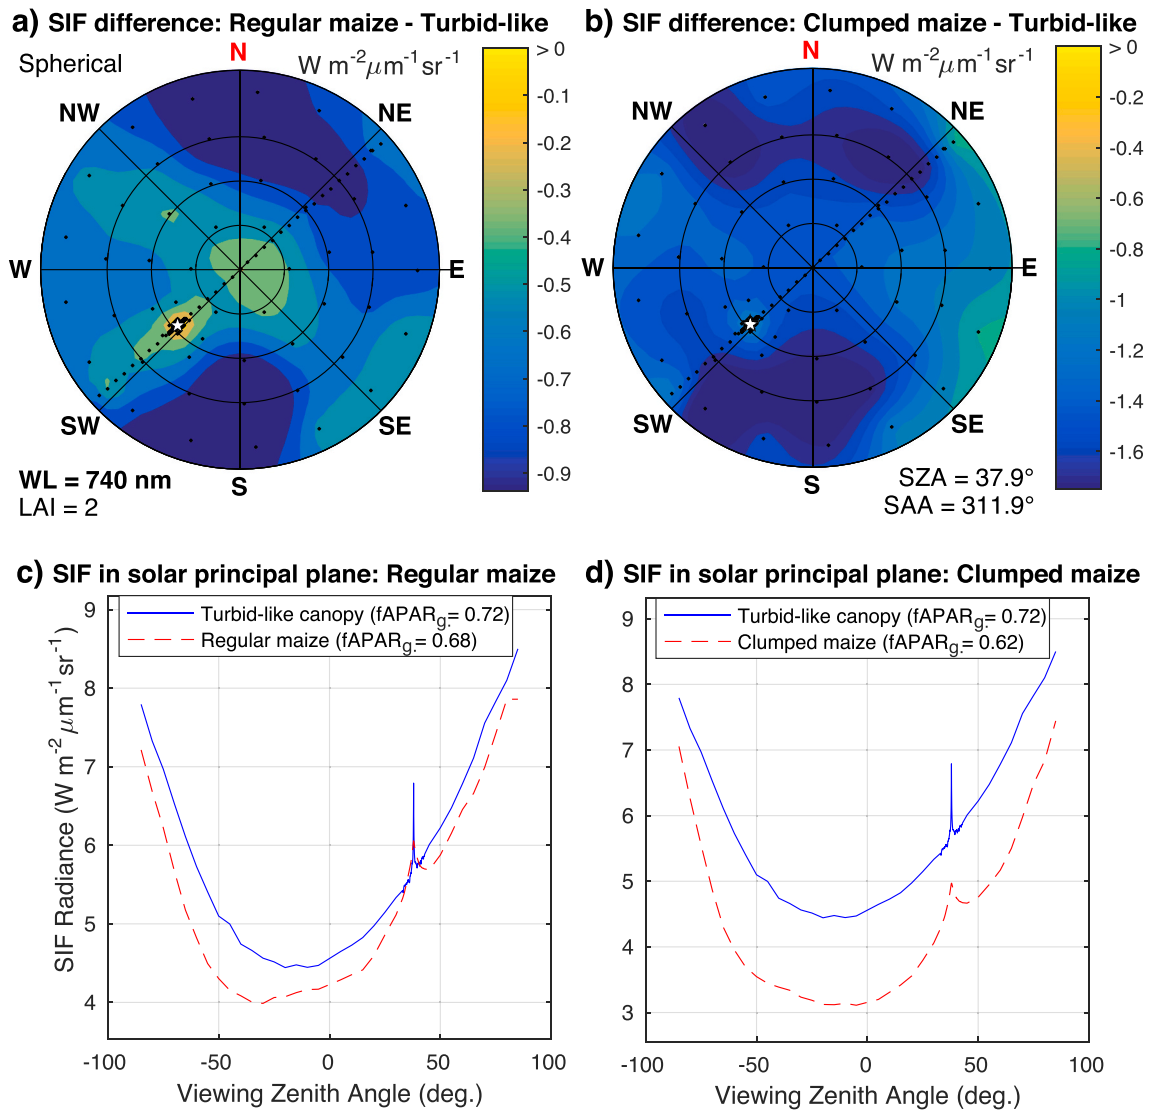 a) SIF difference: Regular maize - Turbid-like
Spherical
W m-2μm-1sr-1
N
NW
NE
W
E
SW
SE
S
> 0
-0.1
-0.2
-0.3
-0.4
-0.5
-0.6
-0.7
-0.8
-0.9
WL = 740 nm
LAI = 2
b) SIF difference: Clumped maize - Turbid-like
W m-2μm-1sr-1
N
NW
NE
W
E
SW
SE
S
> 0
-0.2
-0.4
-0.6
-0.8
-1
-1.2
-1.4
-1.6
SZA = 37.9°
SAA = 311.9°
c) SIF in solar principal plane: Regular maize
Turbid-like canopy (fAPARg.= 0.72)
Regular maize (fAPARg.= 0.68)
SIF Radiance (W m-2 μm-1 sr-1 )
9
8
7
6
5
4
-100
-50
0
50
100
Viewing Zenith Angle (deg.)
d) SIF in solar principal plane: Clumped maize
Turbid-like canopy (fAPARg.= 0.72)
Clumped maize (fAPARg.= 0.62)
9
8
7
6
5
4
3
-100
-50
0
50
100
Viewing Zenith Angle (deg.)